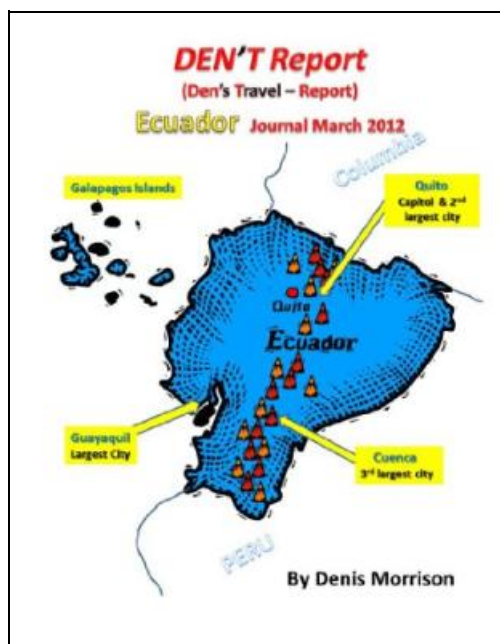 DEN'T Report
(Den's Travel – Report)
Ecuador Journal March 2012
Columbia
Galapagos Islands
Quito
Capitol & 2nd
largest city
Quito
Ecuador
Guayaquil
Largest City
Cuenca
3rd largest city
PERU
By Denis Morrison